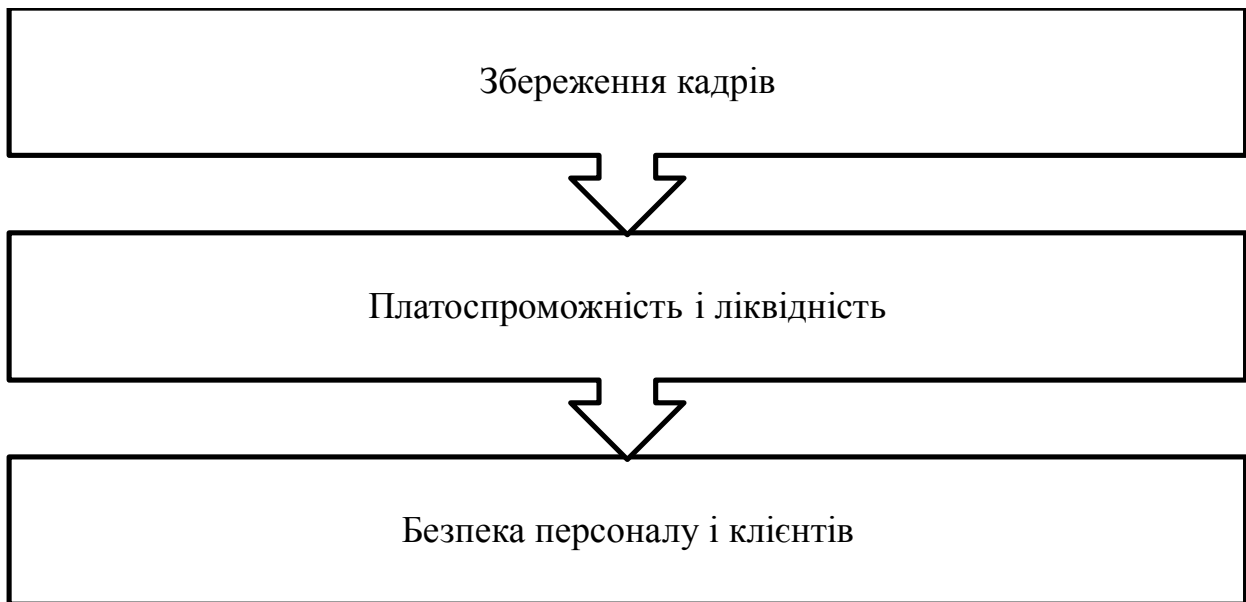 Збереження кадрів
Платоспроможність і ліквідність
Безпека персоналу і клієнтів